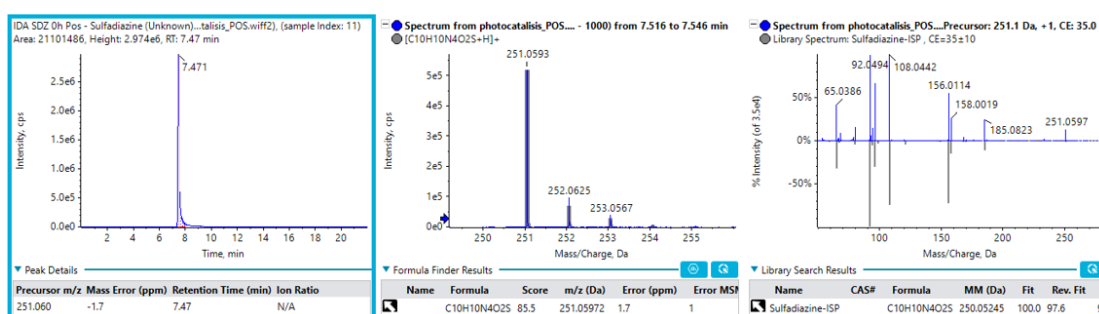 IDA SDZ 0h Pos - Sulfadiazine (Unknown)...talisis_POS.wiff2), (sample Index: 11)
Area: 21101486, Height: 2.974e6, RT: 7.47 min
7.471
2.5e6
2.0e6
1.5e6
1.0e6
5.0e5
0.0e0
Intensity, cps
2 4 6 8 10 12 14 16 18 20
Time, min
Peak Details
Precursor m/z Mass Error (ppm) Retention Time (min) Ion Ratio
251.060 -1.7 7.47 N/A
Spectrum from photocatalisis_POS.... - 1000) from 7.516 to 7.546 min
[C10H10N4O2S+H]+
251.0593
5e5
4e5
3e5
2e5
1e5
0e0
Intensity, cps
252.0625
253.0567
250 251 252 253 254 255
Mass/Charge, Da
Formula Finder Results
Name Formula Score m/z (Da) Error (ppm) Error MSM
C10H10N4O2S 85.5 251.05972 1.7 1
Spectrum from photocatalisis_POS....Precursor: 251.1 Da, +1, CE: 35.0
Library Spectrum: Sulfadiazine-ISP , CE=35±10
92.0494
108.0442
65.0386
156.0114
158.0019
185.0823
251.0597
50%
0%
-50%
% Intensity (of 3.5e4)
100 150 200 250
Mass/Charge, Da
Library Search Results
Name CAS# Formula MM (Da) Fit Rev. Fit
Sulfadiazine-ISP C10H10N4O2S 250.05245 100.0 97.6